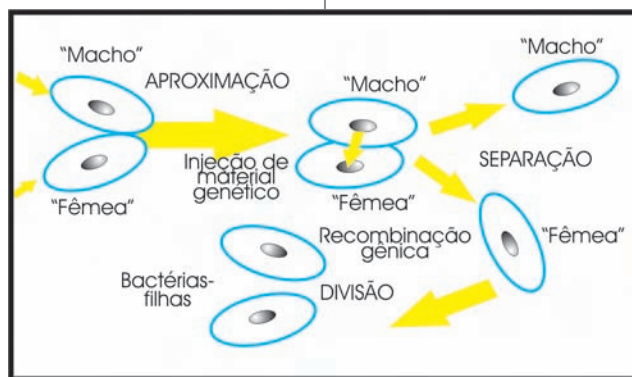 “Macho”
APROXIMAÇÃO
“Fêmea”
“Macho”
Injeção de
material
genético
“Fêmea”
“Macho”
SEPARAÇÃO
“Fêmea”
Recombinação
gênica
DIVISÃO
Bactérias-
filhas